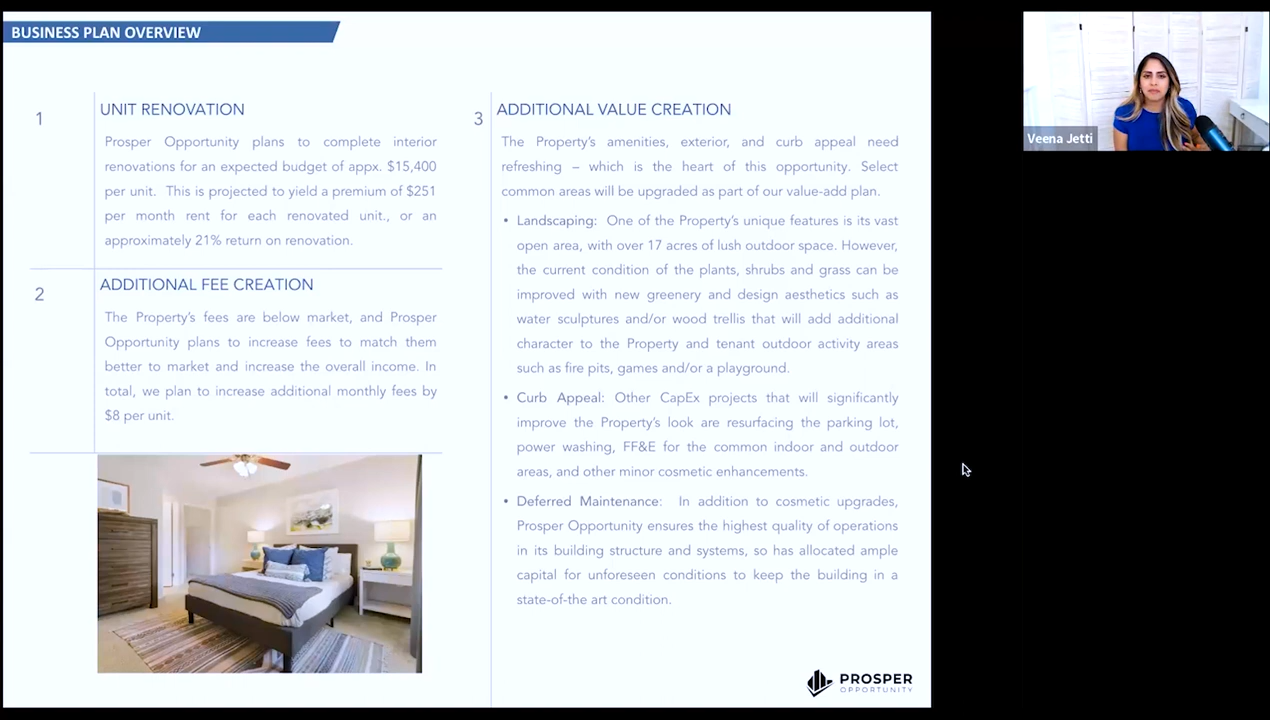 BUSINESS PLAN OVERVIEW
1
UNIT RENOVATION
Prosper Opportunity plans to complete interior
renovations for an expected budget of appx. $15,400
per unit. This is projected to yield a premium of $251
per month rent for each renovated unit., or an
approximately 21% return on renovation.
2
ADDITIONAL FEE CREATION
The Property's fees are below market, and Prosper
Opportunity plans to increase fees to match them
better to market and increase the overall income. In
total, we plan to increase additional monthly fees by
$8 per unit.
3
ADDITIONAL VALUE CREATION
The Property's amenities, exterior, and curb appeal need
refreshing – which is the heart of this opportunity. Select
common areas will be upgraded as part of our value-add plan.
• Landscaping: One of the Property's unique features is its vast
open area, with over 17 acres of lush outdoor space. However,
the current condition of the plants, shrubs and grass can be
improved with new greenery and design aesthetics such as
water sculptures and/or wood trellis that will add additional
character to the Property and tenant outdoor activity areas
such as fire pits, games and/or a playground.
• Curb Appeal: Other CapEx projects that will significantly
improve the Property's look are resurfacing the parking lot,
power washing, FF&E for the common indoor and outdoor
areas, and other minor cosmetic enhancements.
• Deferred Maintenance: In addition to cosmetic upgrades,
Prosper Opportunity ensures the highest quality of operations
in its building structure and systems, so has allocated ample
capital for unforeseen conditions to keep the building in a
state-of-the art condition.
PROSPER
OPPORTUNITY
Veena Jetti